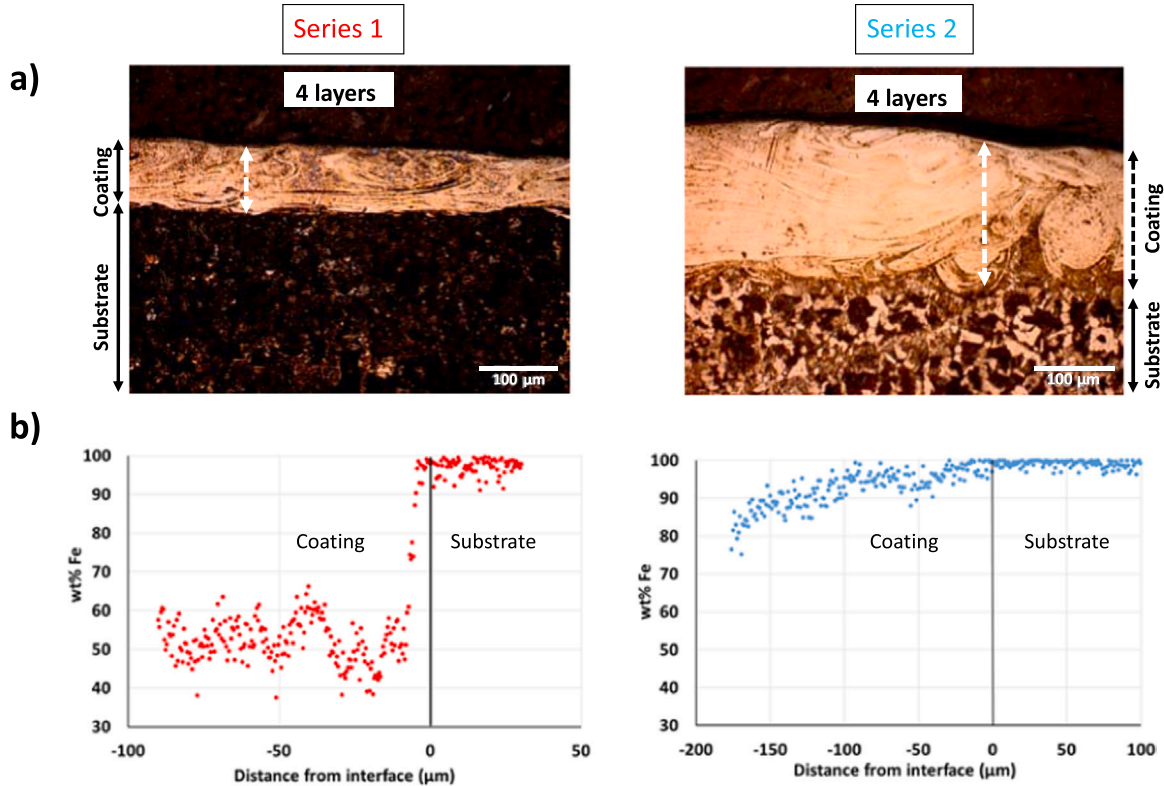 Series 1
Series 2
a)
4 layers
4 layers
Coating
Substrate
100 µm
Coating
Substrate
100 µm
b)
100
90
80
70
60
50
40
30
wt% Fe
Coating
Substrate
-100
-50
0
50
Distance from interface (µm)
100
90
80
70
60
50
40
30
wt% Fe
Coating
Substrate
-200
-150
-100
-50
0
50
100
Distance from interface (µm)